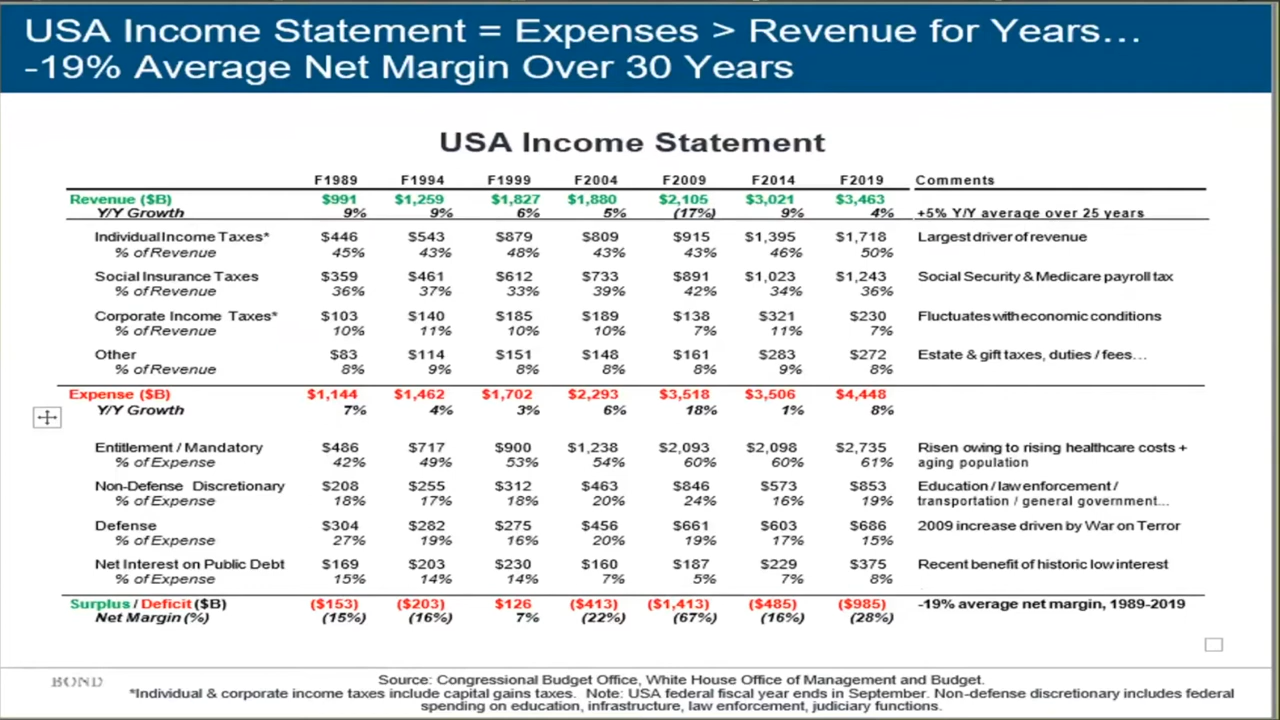 USA Income Statement = Expenses > Revenue for Years…
-19% Average Net Margin Over 30 Years
USA Income Statement
F1989 F1994 F1999 F2004 F2009 F2014 F2019 Comments
Revenue ($B) $991 $1,259 $1,827 $1,880 $2,105 $3,021 $3,463
Y/Y Growth 9% 9% 6% 5% (17%) 9% 4% +5% Y/Y average over 25 years
Individual Income Taxes* $446 $543 $879 $809 $915 $1,395 $1,718 Largest driver of revenue
% of Revenue 45% 43% 48% 43% 43% 46% 50%
Social Insurance Taxes $359 $461 $612 $733 $891 $1,023 $1,243 Social Security & Medicare payroll tax
% of Revenue 36% 37% 33% 39% 42% 34% 36%
Corporate Income Taxes* $103 $140 $185 $189 $138 $321 $230 Fluctuates with economic conditions
% of Revenue 10% 11% 10% 10% 7% 11% 7%
Other $83 $114 $151 $148 $161 $283 $272 Estate & gift taxes, duties / fees…
% of Revenue 8% 9% 8% 8% 8% 9% 8%
Expense ($B) $1,144 $1,462 $1,702 $2,293 $3,518 $3,506 $4,448
Y/Y Growth 7% 4% 3% 6% 18% 1% 8%
Entitlement / Mandatory $486 $717 $900 $1,238 $2,093 $2,098 $2,735 Risen owing to rising healthcare costs +
% of Expense 42% 49% 53% 54% 60% 60% 61% aging population
Non-Defense Discretionary $208 $255 $312 $463 $846 $573 $853 Education / law enforcement /
% of Expense 18% 17% 18% 20% 24% 16% 19% transportation / general government…
Defense $304 $282 $275 $456 $661 $603 $686 2009 increase driven by War on Terror
% of Expense 27% 19% 16% 20% 19% 17% 15%
Net Interest on Public Debt $169 $203 $230 $160 $187 $229 $375 Recent benefit of historic low interest
% of Expense 15% 14% 14% 7% 5% 7% 8%
Surplus / Deficit ($B) ($153) ($203) $126 ($413) ($1,413) ($485) ($985) -19% average net margin, 1989-2019
Net Margin (%) (15%) (16%) 7% (22%) (67%) (16%) (28%)
BOND
Source: Congressional Budget Office, White House Office of Management and Budget.
*Individual & corporate income taxes include capital gains taxes. Note: USA federal fiscal year ends in September. Non-defense discretionary includes federal
spending on education, infrastructure, law enforcement, judiciary functions.